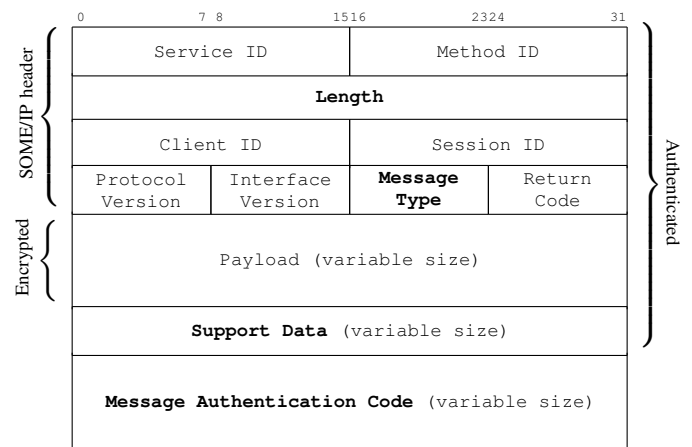 0 7 8 1516 2324 31
Service ID Method ID
Length
Client ID Session ID
Protocol Version Interface Version Message Type Return Code
Payload (variable size)
Support Data (variable size)
Message Authentication Code (variable size)
SOME/IP header
Encrypted
Authenticated